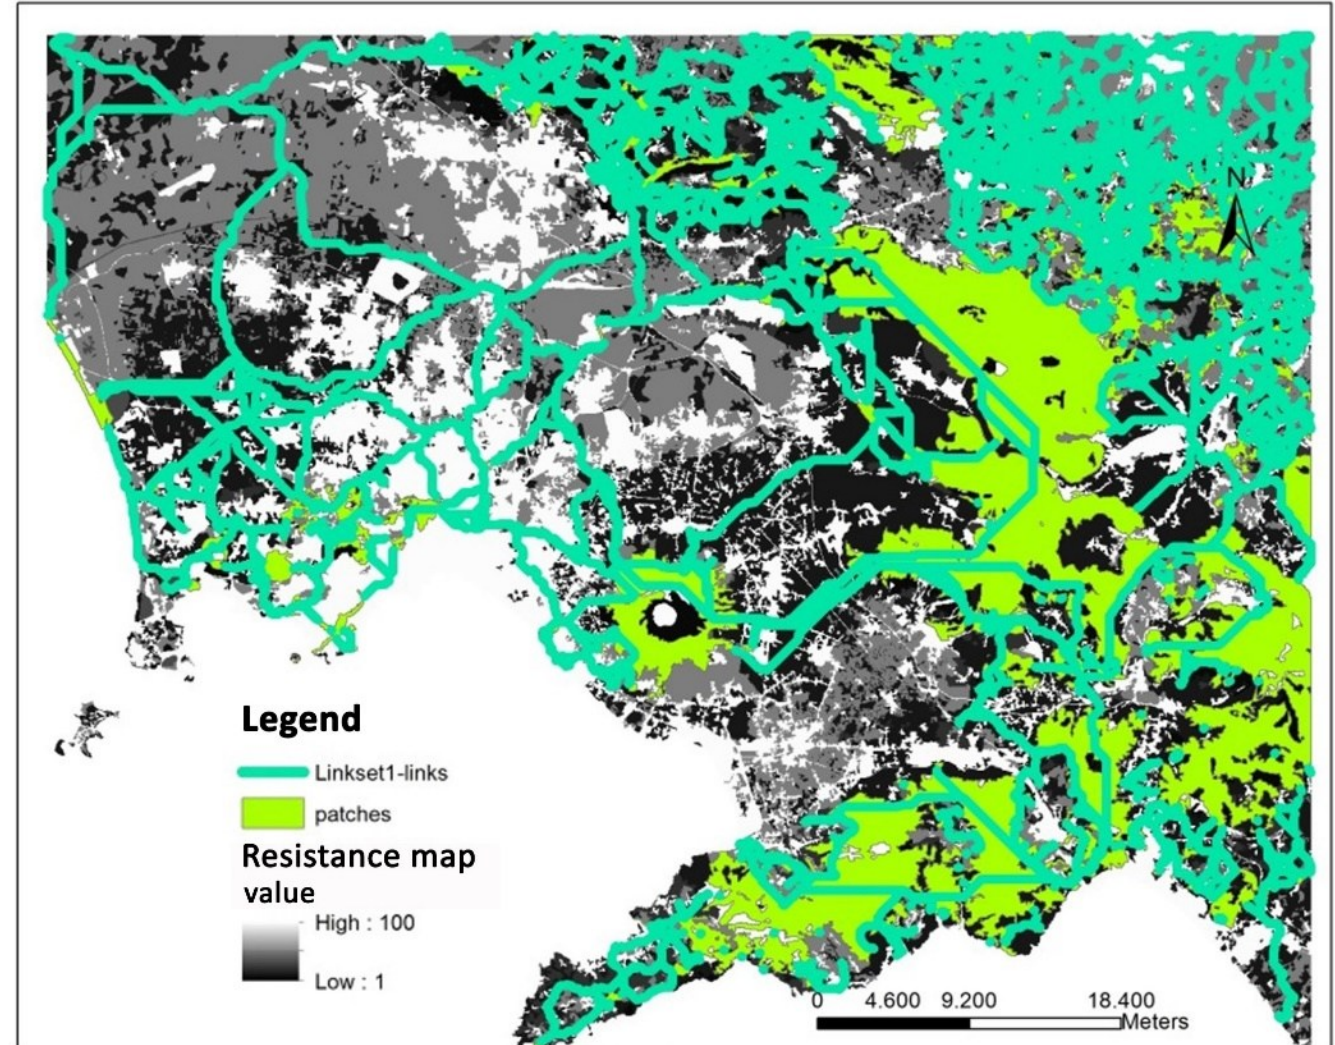 N
Legend
Linkset1-links
patches
Resistance map
value
High : 100
Low : 1
0 4.600 9.200 18.400
Meters